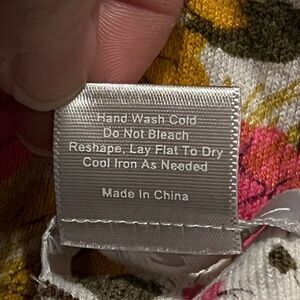 Hand Wash Cold
Do Not Bleach
Reshape, Lay Flat To Dry
Cool Iron As Needed
Made In China